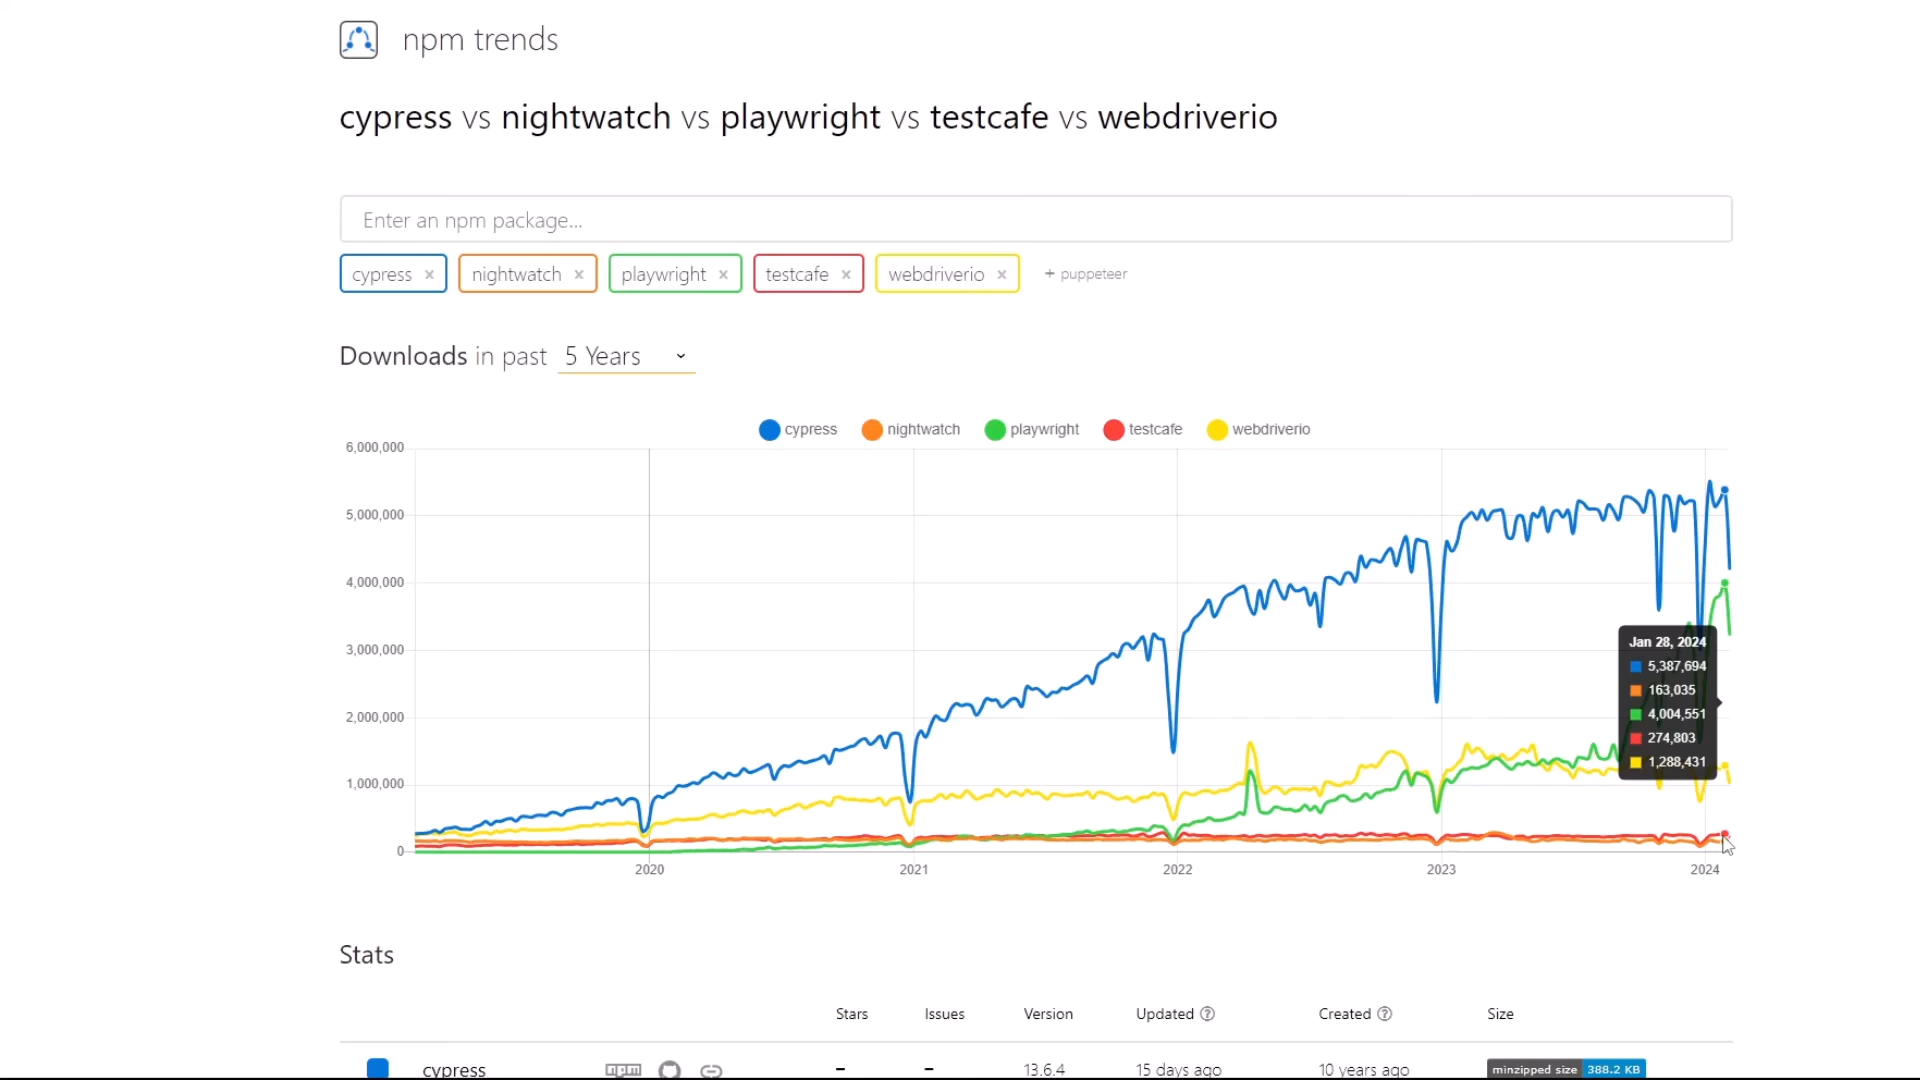 npm trends
cypress vs nightwatch vs playwright vs testcafe vs webdriverio
Enter an npm package...
cypress × nightwatch × playwright × testcafe × webdriverio × + puppeteer
Downloads in past 5 Years
cypress nightwatch playwright testcafe webdriverio
6,000,000
5,000,000
4,000,000
3,000,000
2,000,000
1,000,000
0
Jan 28, 2024
5,387,694
163,035
4,004,551
274,803
1,288,431
2020 2021 2022 2023 2024
Stats
Stars Issues Version Updated ? Created ? Size
cypress npm – – 13.6.4 15 days ago 10 years ago minzipped size 388.2 KB